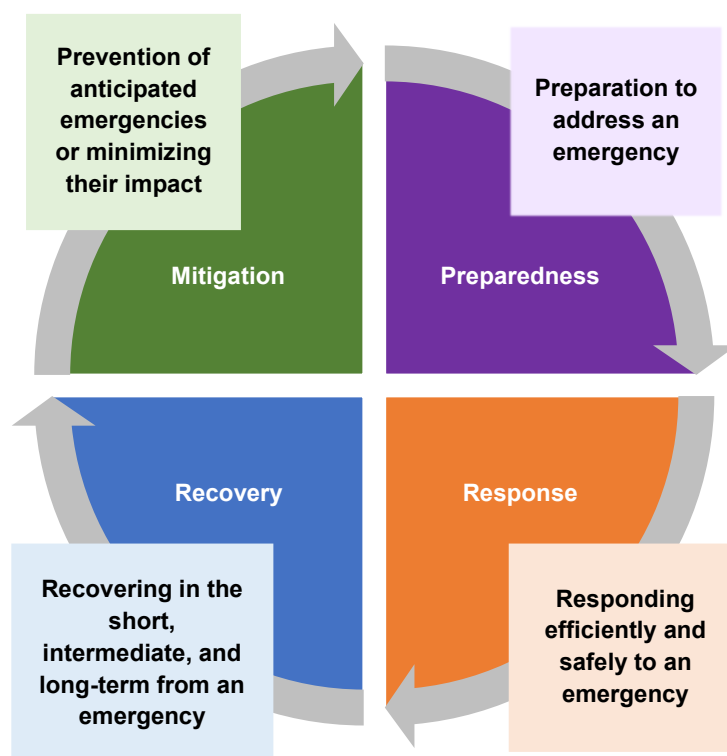 Prevention of
anticipated
emergencies
or minimizing
their impact
Mitigation
Preparation to
address an
emergency
Preparedness
Recovery
Recovering in the
short,
intermediate, and
long-term from an
emergency
Response
Responding
efficiently and
safely to an
emergency